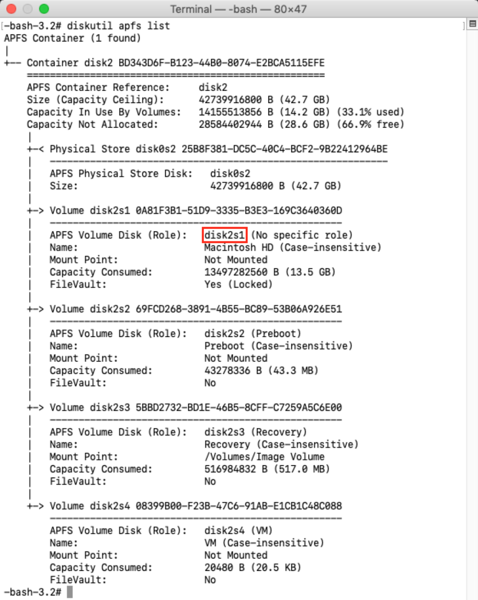 Terminal — -bash — 80×47
-bash-3.2# diskutil apfs list
APFS Container (1 found)
|
+-- Container disk2 BD343D6F-B123-44B0-8074-E2BCA5115EFE
    ====================================================
    APFS Container Reference:     disk2
    Size (Capacity Ceiling):      42739916800 B (42.7 GB)
    Capacity In Use By Volumes:   14155513856 B (14.2 GB) (33.1% used)
    Capacity Not Allocated:       28584402944 B (28.6 GB) (66.9% free)
    |
    +-< Physical Store disk0s2 25B8F381-DC5C-40C4-BCF2-9B22412964BE
    |   -----------------------------------------------------------
    |   APFS Physical Store Disk:   disk0s2
    |   Size:                       42739916800 B (42.7 GB)
    |
    +-> Volume disk2s1 0A81F3B1-51D9-3335-B3E3-169C3640360D
    |   ---------------------------------------------------
    |   APFS Volume Disk (Role):   disk2s1 (No specific role)
    |   Name:                      Macintosh HD (Case-insensitive)
    |   Mount Point:               Not Mounted
    |   Capacity Consumed:         13497282560 B (13.5 GB)
    |   FileVault:                 Yes (Locked)
    |
    +-> Volume disk2s2 69FCD268-3891-4B55-BC89-53B06A926E51
    |   ---------------------------------------------------
    |   APFS Volume Disk (Role):   disk2s2 (Preboot)
    |   Name:                      Preboot (Case-insensitive)
    |   Mount Point:               Not Mounted
    |   Capacity Consumed:         43278336 B (43.3 MB)
    |   FileVault:                 No
    |
    +-> Volume disk2s3 5BBD2732-BD1E-46B5-8CFF-C7259A5C6E00
    |   ---------------------------------------------------
    |   APFS Volume Disk (Role):   disk2s3 (Recovery)
    |   Name:                      Recovery (Case-insensitive)
    |   Mount Point:               /Volumes/Image Volume
    |   Capacity Consumed:         516984832 B (517.0 MB)
    |   FileVault:                 No
    |
    +-> Volume disk2s4 08399B00-F23B-47C6-91AB-E1CB1C48C088
        ---------------------------------------------------
        APFS Volume Disk (Role):   disk2s4 (VM)
        Name:                      VM (Case-insensitive)
        Mount Point:               Not Mounted
        Capacity Consumed:         20480 B (20.5 KB)
        FileVault:                 No
-bash-3.2#